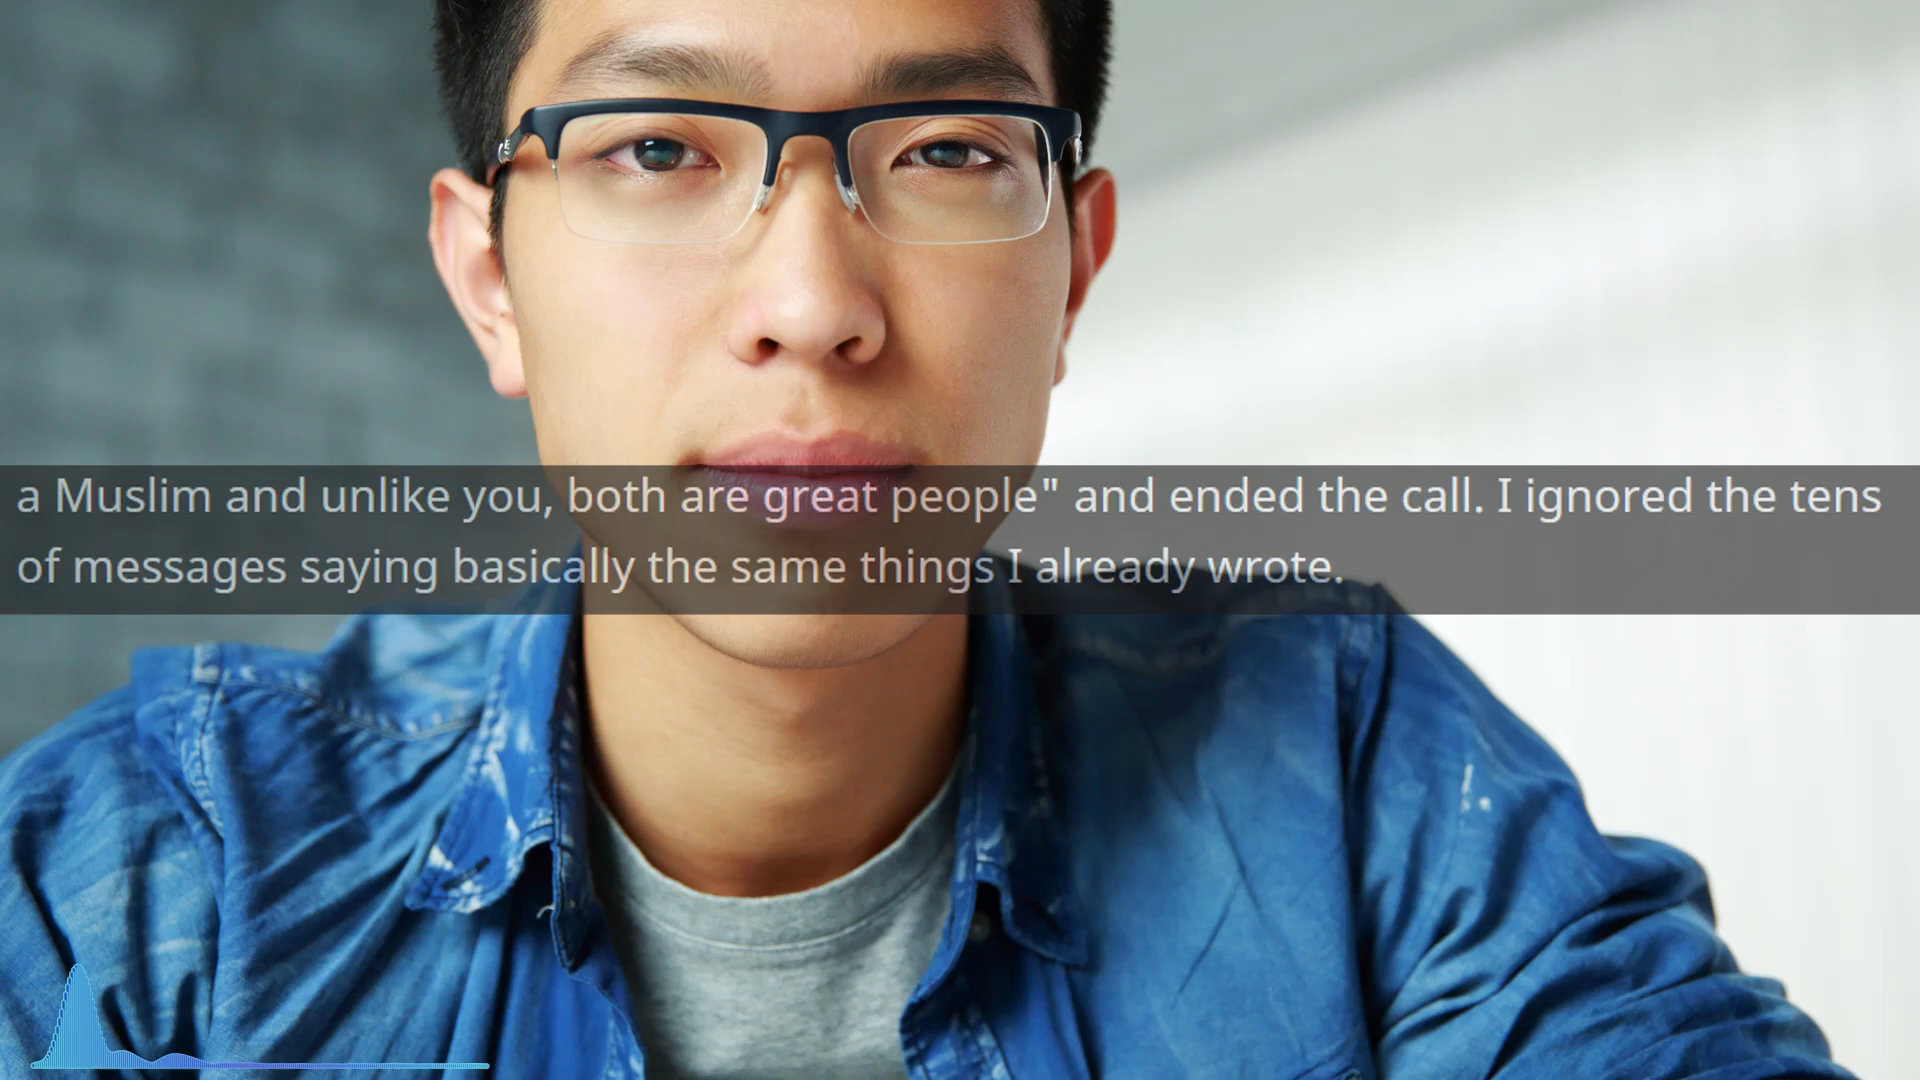 a Muslim and unlike you, both are great people" and ended the call. I ignored the tens
of messages saying basically the same things I already wrote.